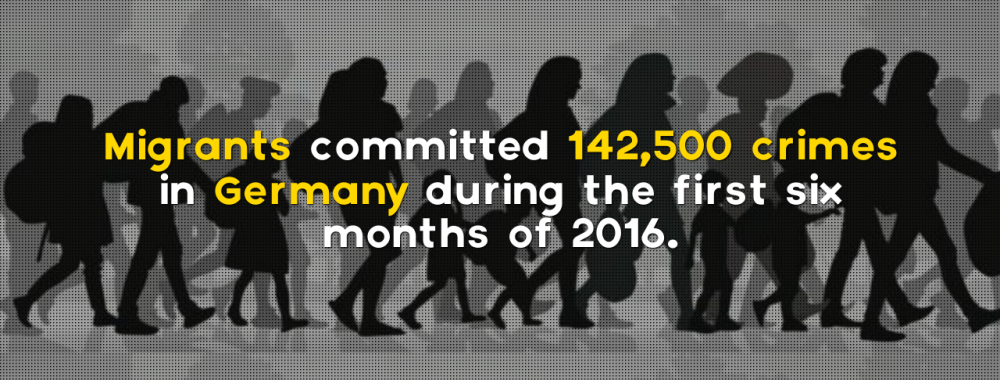 Migrants committed 142,500 crimes
in Germany during the first six
months of 2016.